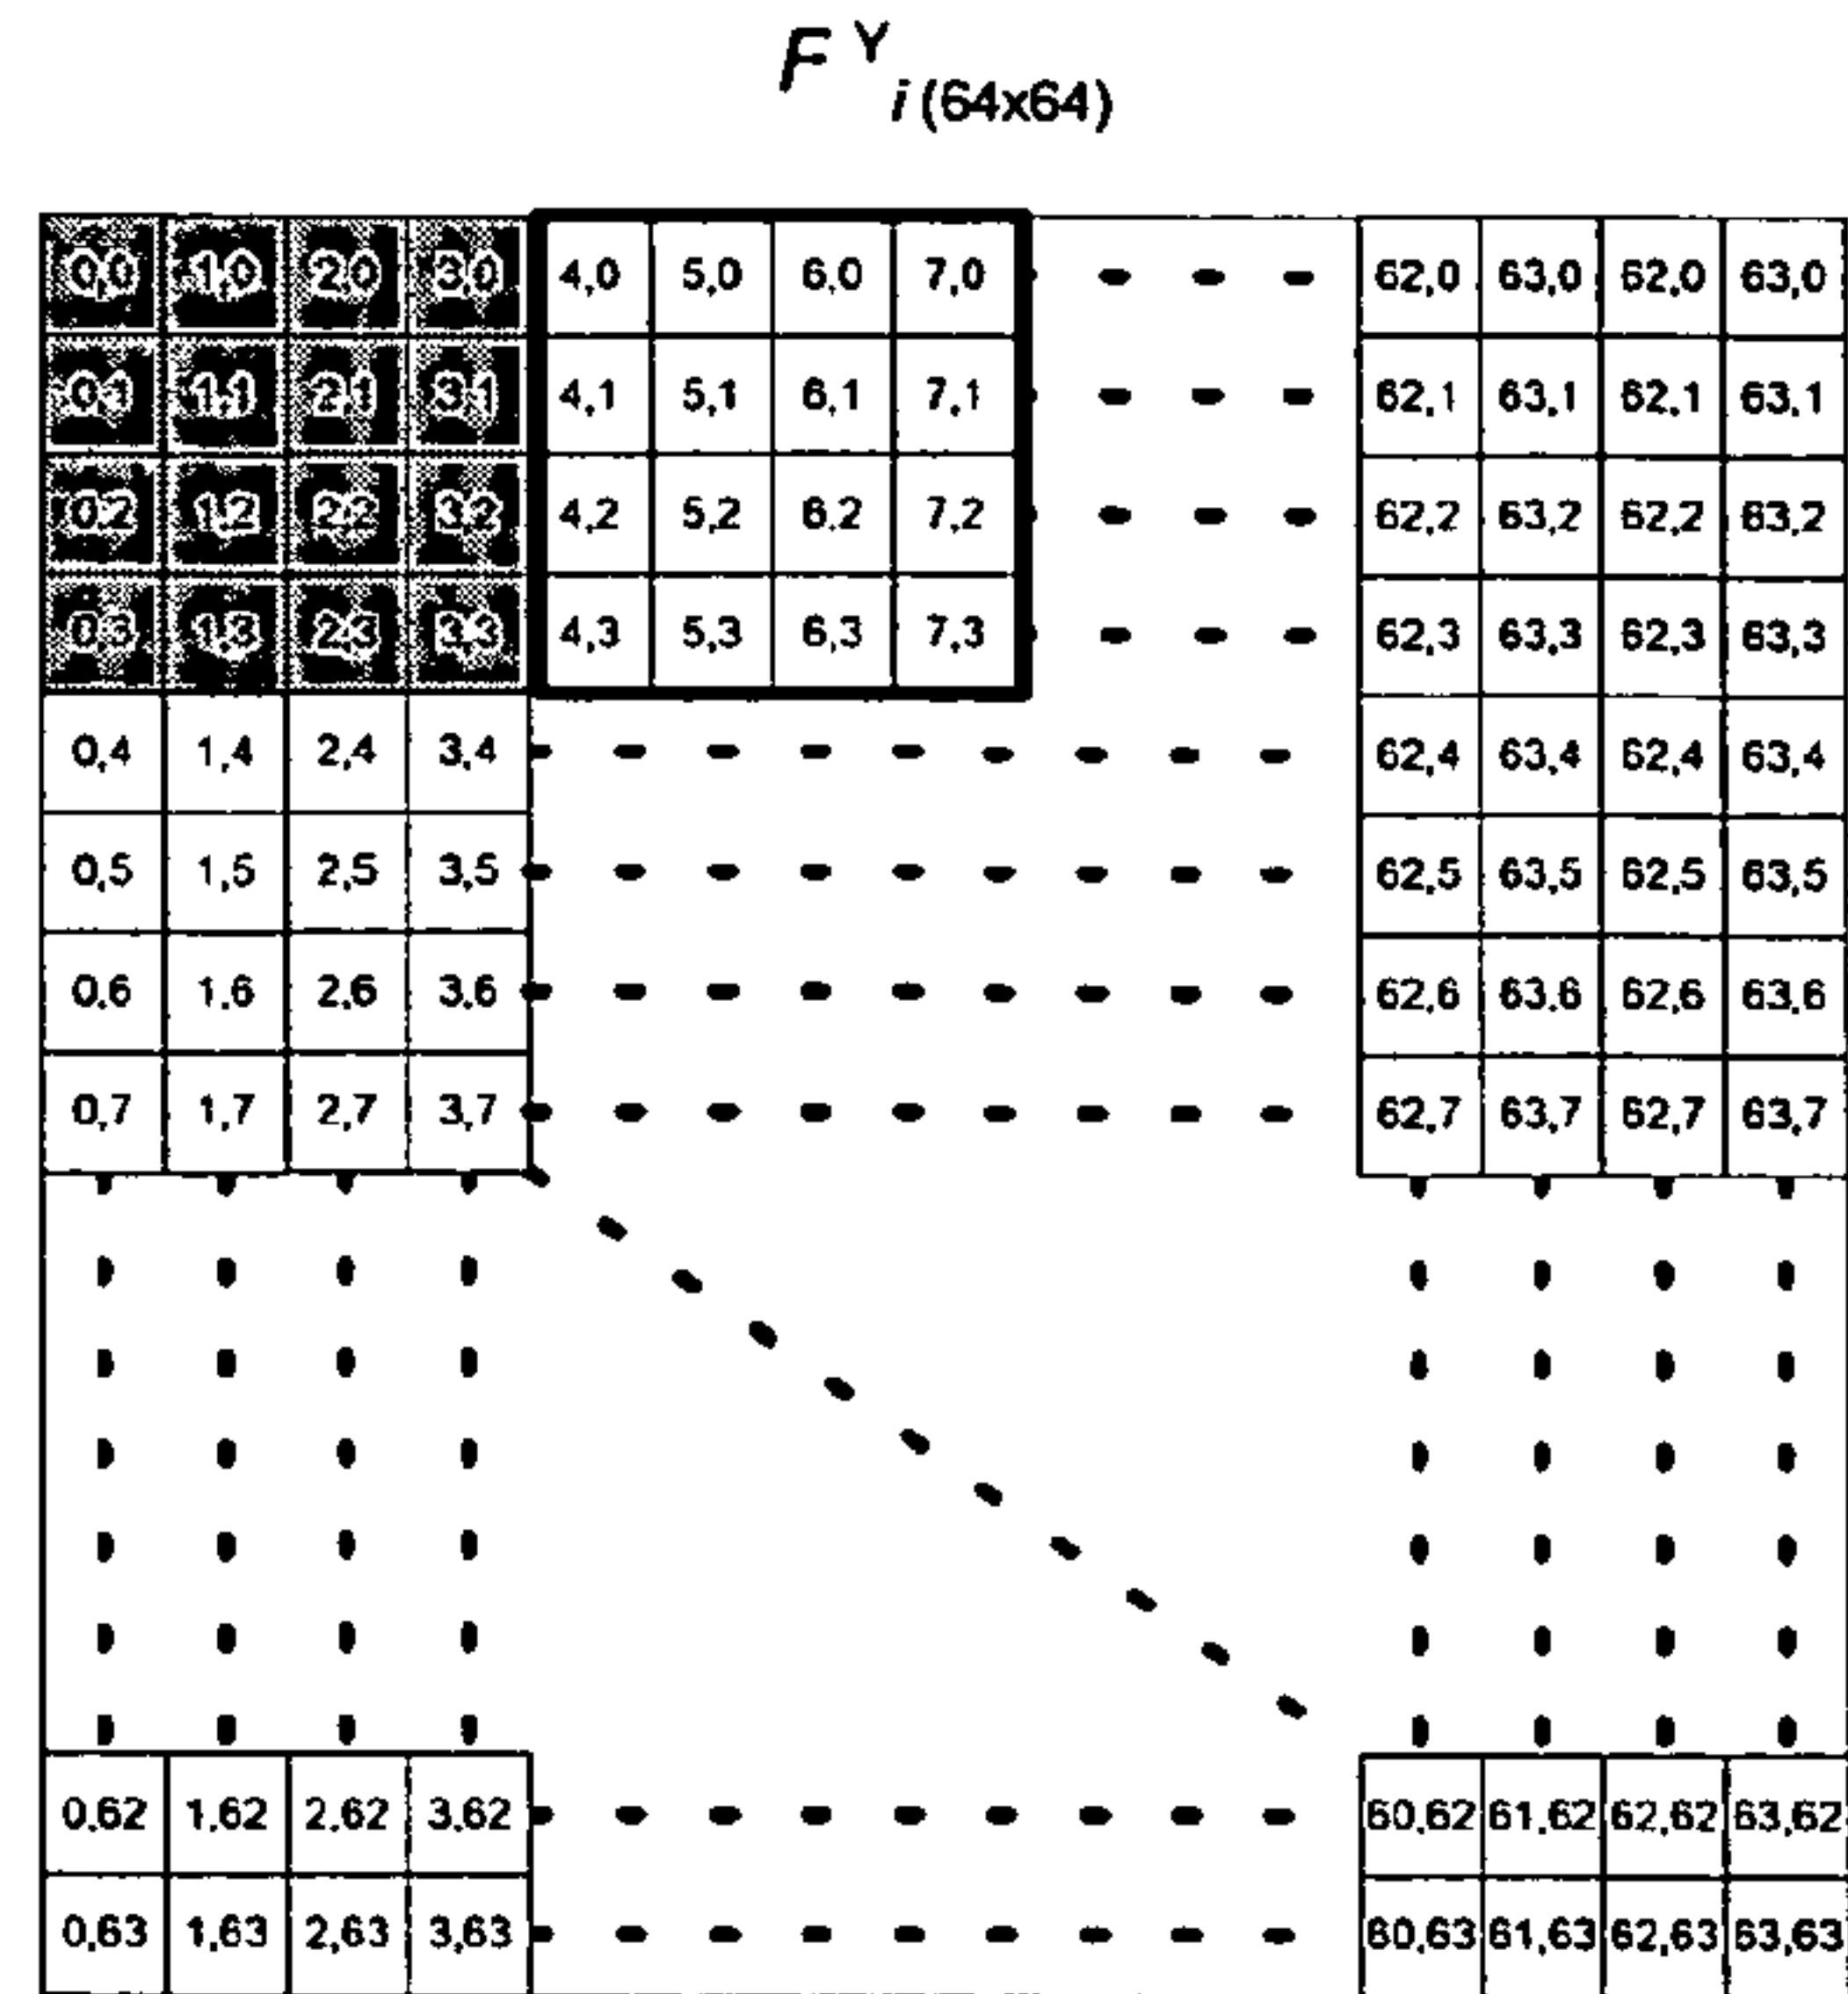 F Y i (64x64)
0,0 1,0 2,0 3,0 4,0 5,0 6,0 7,0 62,0 63,0 62,0 63,0
0,1 1,1 2,1 3,1 4,1 5,1 6,1 7,1 62,1 63,1 62,1 63,1
0,2 1,2 2,2 3,2 4,2 5,2 6,2 7,2 62,2 63,2 62,2 63,2
0,3 1,3 2,3 3,3 4,3 5,3 6,3 7,3 62,3 63,3 62,3 63,3
0,4 1,4 2,4 3,4 62,4 63,4 62,4 63,4
0,5 1,5 2,5 3,5 62,5 63,5 62,5 63,5
0,6 1,6 2,6 3,6 62,6 63,6 62,6 63,6
0,7 1,7 2,7 3,7 62,7 63,7 62,7 63,7
0,62 1,62 2,62 3,62 60,62 61,62 62,62 63,62
0,63 1,63 2,63 3,63 60,63 61,63 62,63 63,63